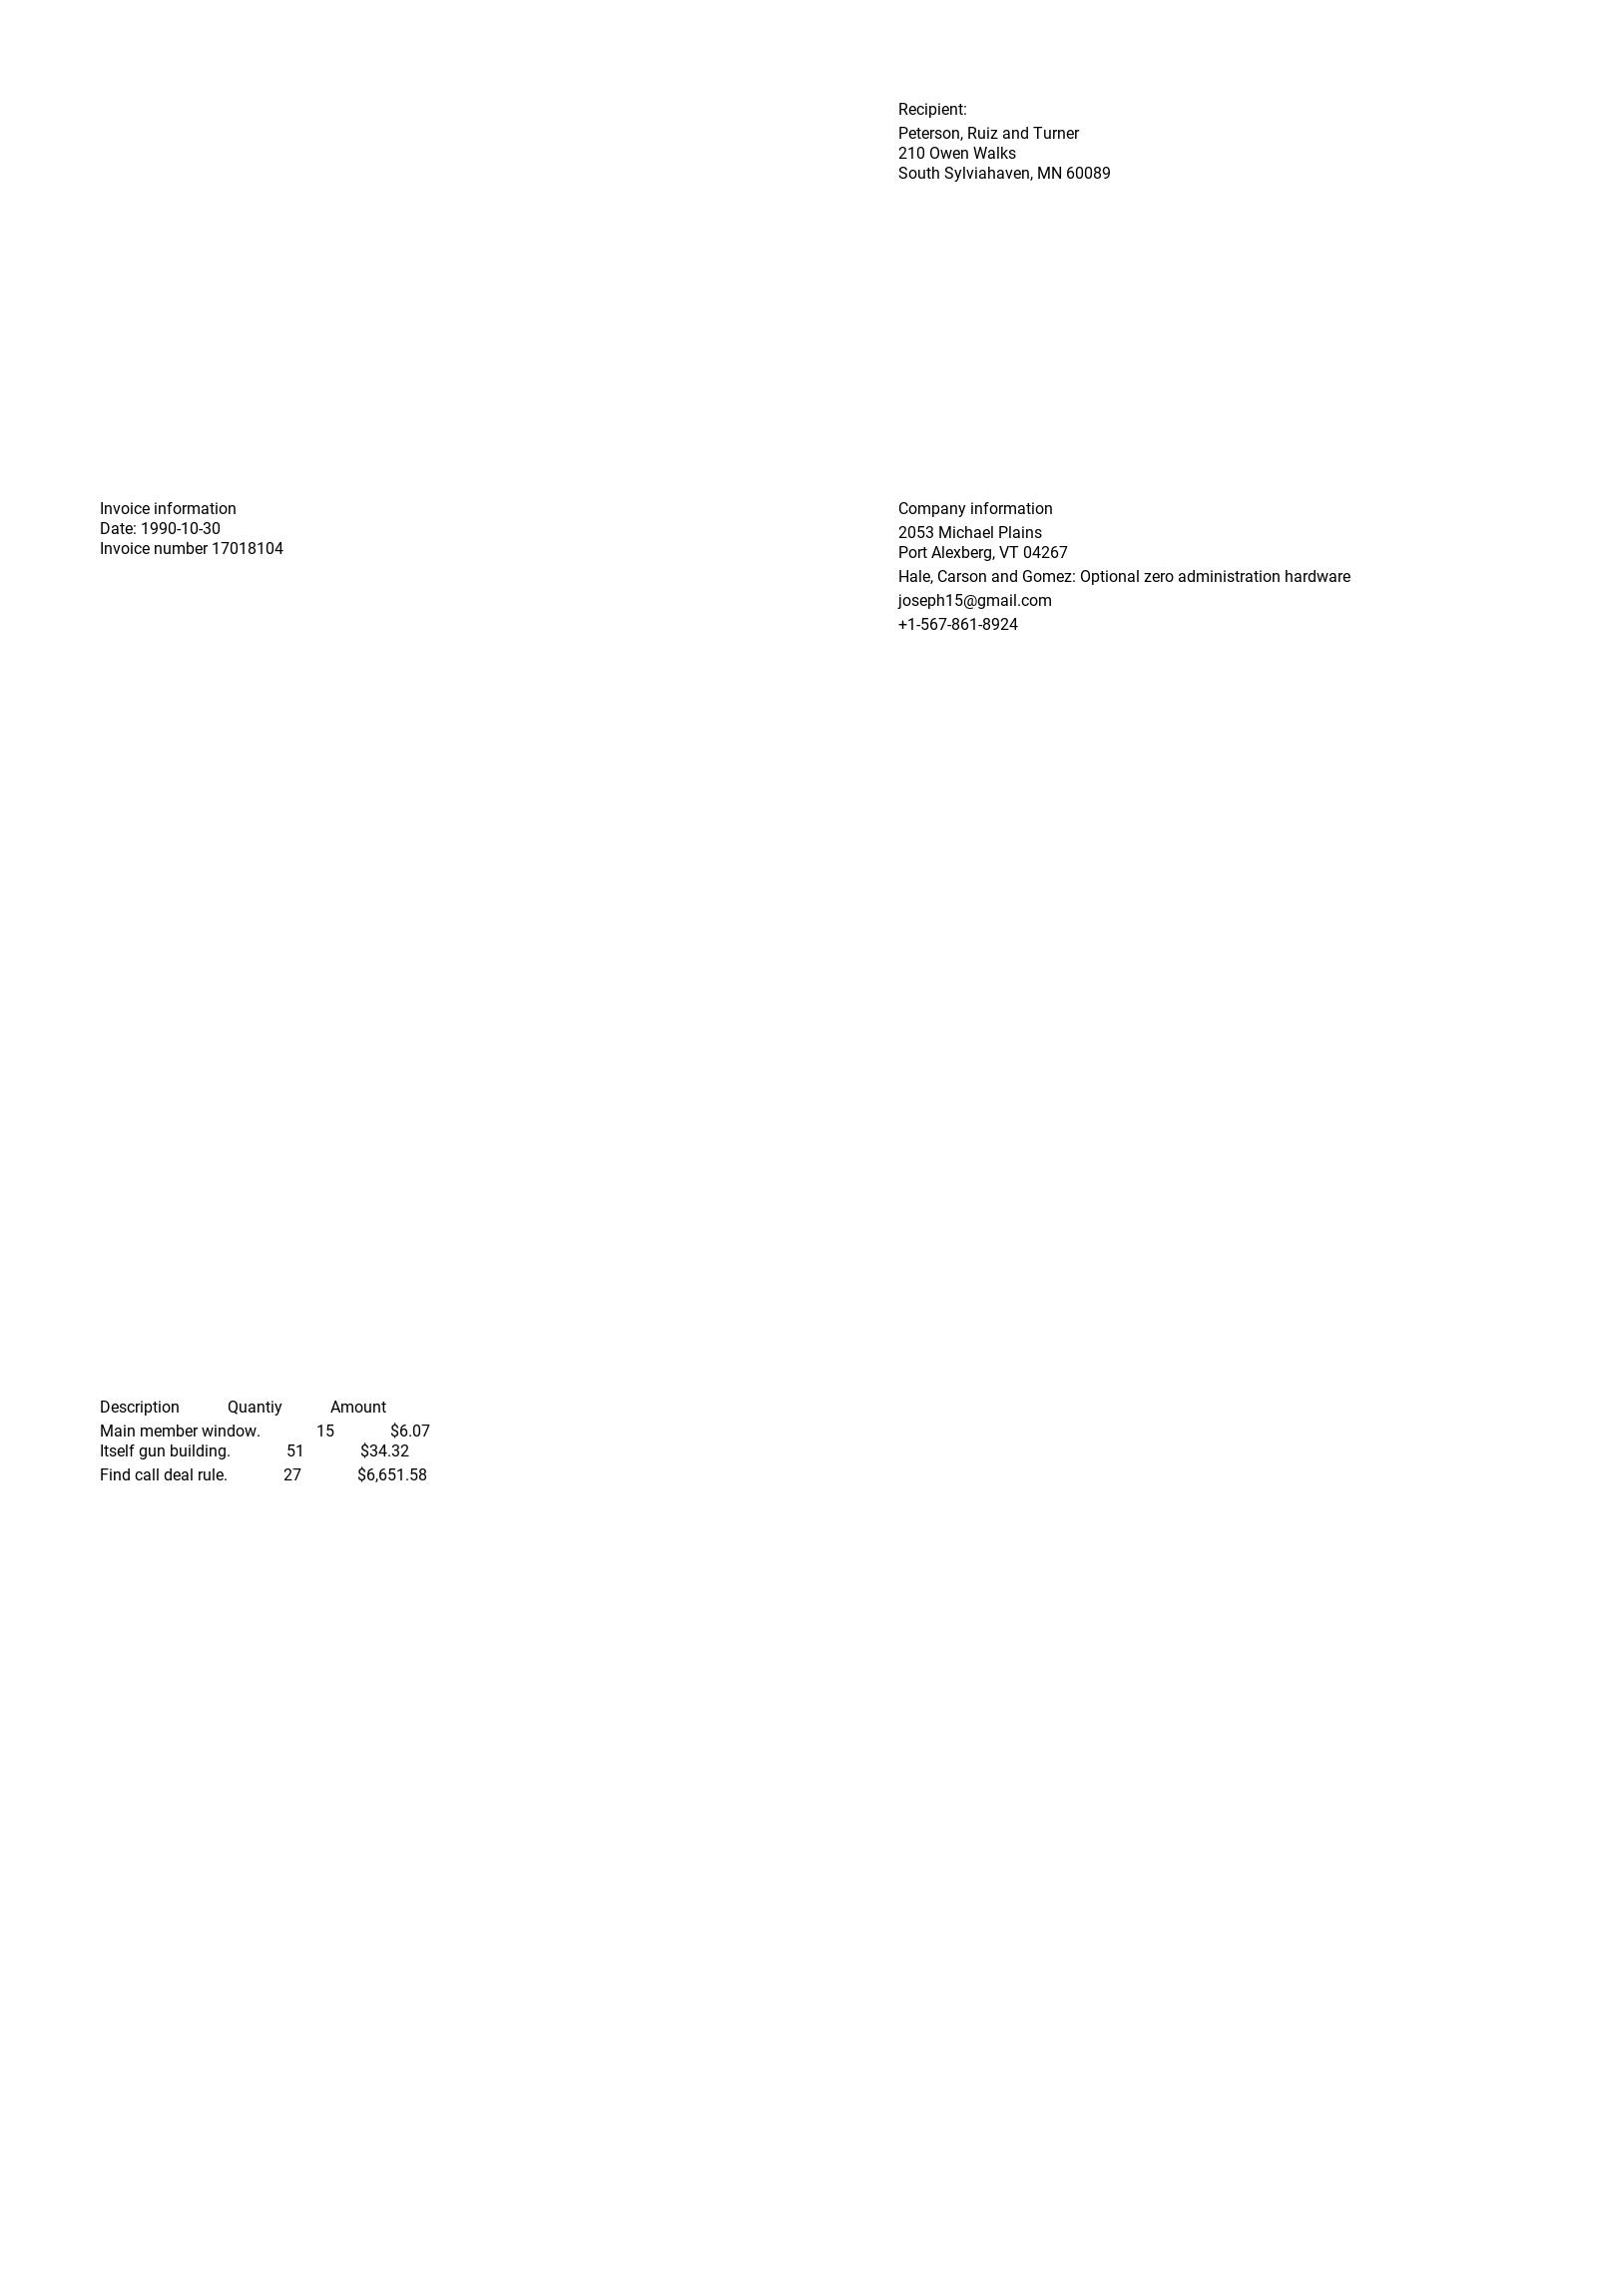 Recipient:
Peterson, Ruiz and Turner
210 Owen Walks
South Sylviahaven, MN 60089
Invoice information
Date: 1990-10-30
Invoice number 17018104
Company information
2053 Michael Plains
Port Alexberg, VT 04267
Hale, Carson and Gomez: Optional zero administration hardware
joseph15@gmail.com
+1-567-861-8924
Description Quantiy Amount
Main member window. 15 $6.07
Itself gun building. 51 $34.32
Find call deal rule. 27 $6,651.58